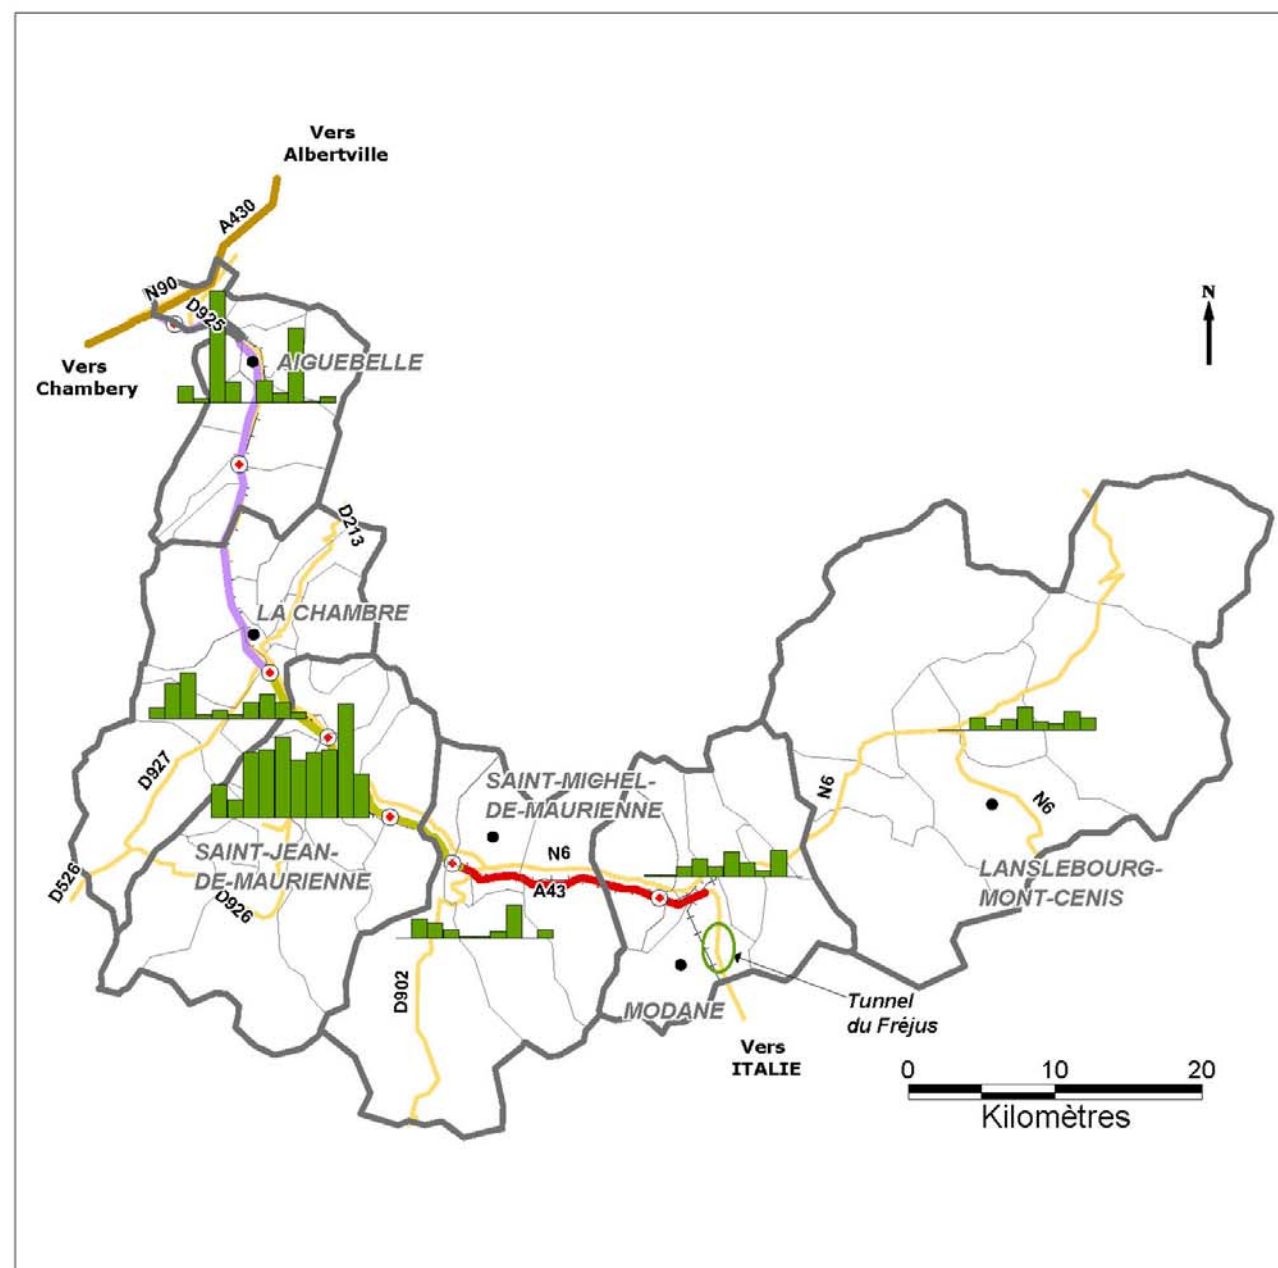 Vers
Albertville
A430
N90
D925
N
Vers
Chambery
AIGUEBELLE
D213
LA CHAMBRE
D927
SAINT-MICHEL-
DE-MAURIENNE
N6
N6
N6
A43
D526
SAINT-JEAN-
DE-MAURIENNE
D926
LANSLEBOURG-
MONT-CENIS
D902
MODANE
Tunnel
du Fréjus
Vers
ITALIE
0 10 20
Kilomètres